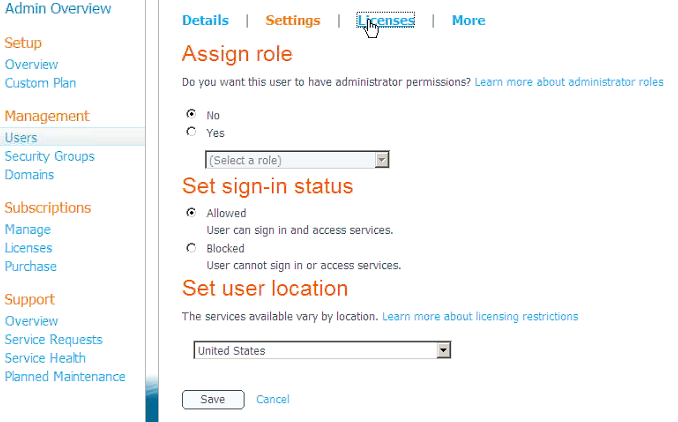 Admin Overview
Setup
Overview
Custom Plan
Management
Users
Security Groups
Domains
Subscriptions
Manage
Licenses
Purchase
Support
Overview
Service Requests
Service Health
Planned Maintenance
Details | Settings | Licenses | More
Assign role
Do you want this user to have administrator permissions? Learn more about administrator roles
No
Yes
(Select a role)
Set sign-in status
Allowed
User can sign in and access services.
Blocked
User cannot sign in or access services.
Set user location
The services available vary by location. Learn more about licensing restrictions
United States
Save Cancel